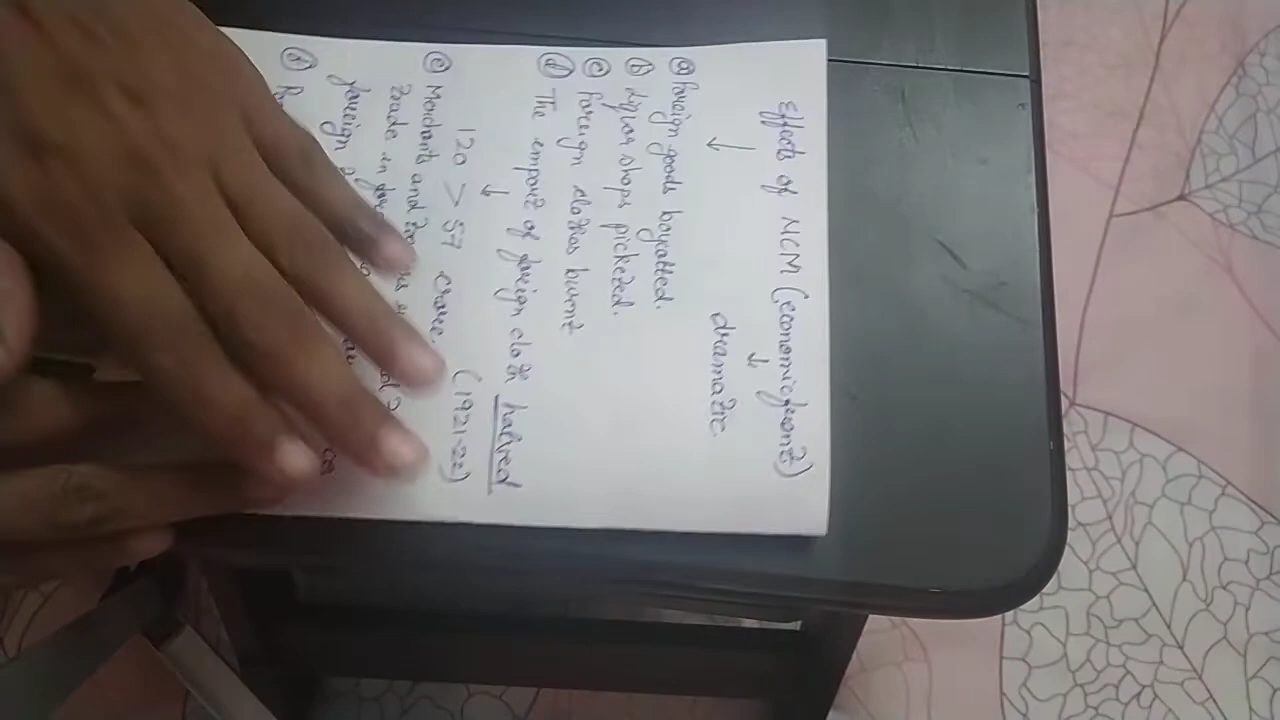 Effects of NCM (economic front)
↓
↓ dramatic
ⓐ Foreign goods boycotted.
ⓑ Liquor shops picketed.
ⓒ Foreign clothes burnt
ⓓ The import of foreign cloth halved
↓
120 > 57 crore. (1921-22)
ⓔ Merchants and
trade in
foreign